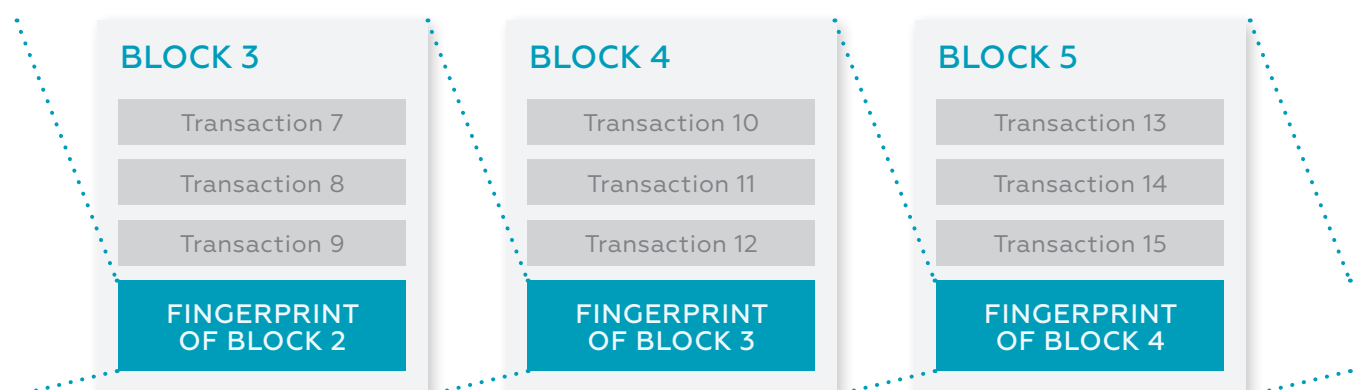 BLOCK 3
Transaction 7
Transaction 8
Transaction 9
FINGERPRINT
OF BLOCK 2
BLOCK 4
Transaction 10
Transaction 11
Transaction 12
FINGERPRINT
OF BLOCK 3
BLOCK 5
Transaction 13
Transaction 14
Transaction 15
FINGERPRINT
OF BLOCK 4